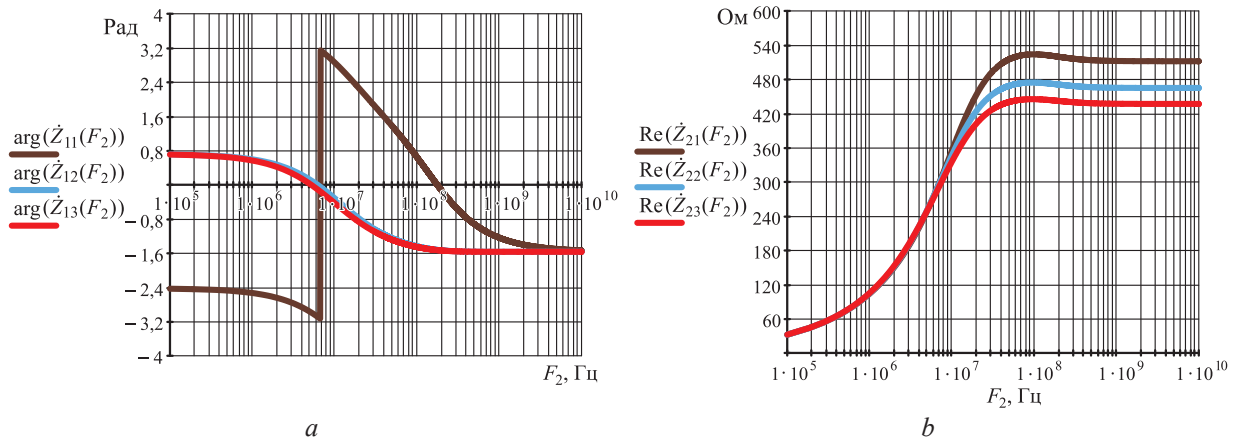 Рад
4
3,2
2,4
1,6
0,8
−0,8
−1,6
−2,4
−3,2
−4
arg(Ż11(F2))
arg(Ż12(F2))
arg(Ż13(F2))
1·10^5
1·10^6
1·10^7
1·10^8
1·10^9
1·10^10
F2, Гц
a
Ом
600
540
480
420
360
300
240
180
120
60
Re(Ż21(F2))
Re(Ż22(F2))
Re(Ż23(F2))
1·10^5
1·10^6
1·10^7
1·10^8
1·10^9
1·10^10
F2, Гц
b